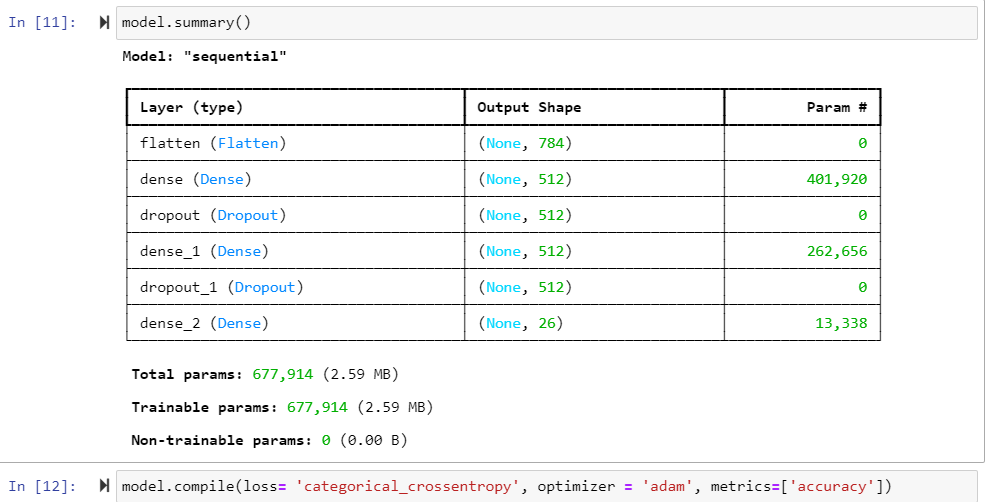 In [11]: model.summary()
Model: "sequential"
Layer (type) Output Shape Param #
flatten (Flatten) (None, 784) 0
dense (Dense) (None, 512) 401,920
dropout (Dropout) (None, 512) 0
dense_1 (Dense) (None, 512) 262,656
dropout_1 (Dropout) (None, 512) 0
dense_2 (Dense) (None, 26) 13,338
Total params: 677,914 (2.59 MB)
Trainable params: 677,914 (2.59 MB)
Non-trainable params: 0 (0.00 B)
In [12]: model.compile(loss= 'categorical_crossentropy', optimizer = 'adam', metrics=['accuracy'])